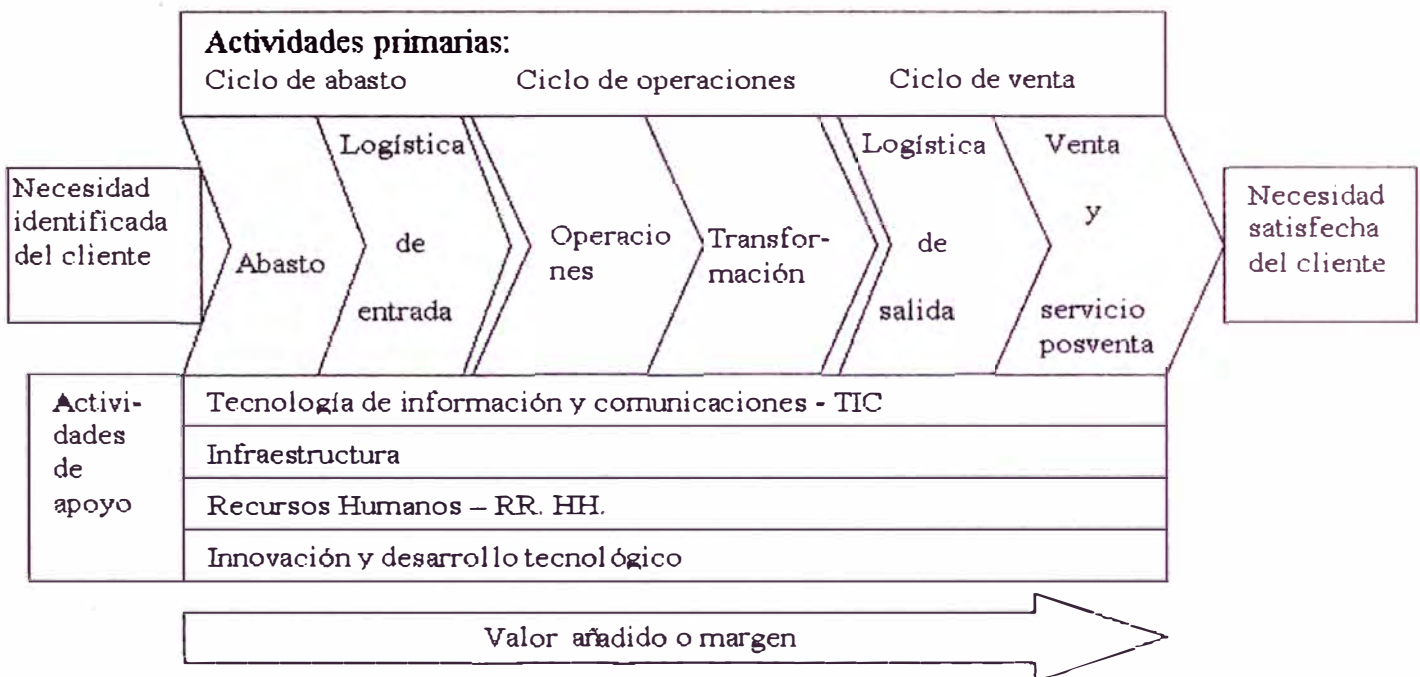 Actividades primarias:
Ciclo de abasto
Ciclo de operaciones
Ciclo de venta
Necesidad
identificada
del cliente
Abasto
Logística
de
entrada
Operacio
nes
Transfor-
mación
Logística
de
salida
Venta
y
servicio
posventa
Necesidad
satisfecha
del cliente
Activi-
dades
de
apoyo
Tecnología de información y comunicaciones - TIC
Infraestructura
Recursos Humanos – RR. HH.
Innovación y desarrollo tecnológico
Valor añadido o margen